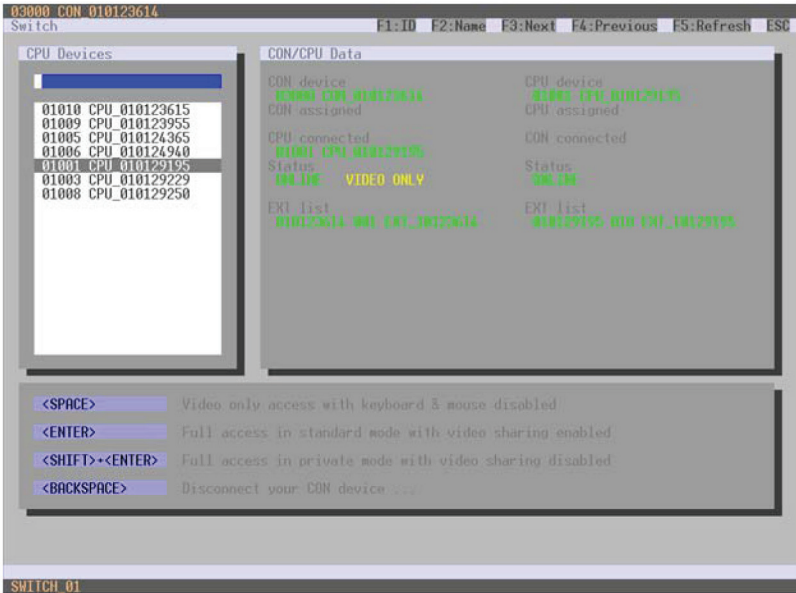 03000 CON_010123614
Switch F1:ID F2:Name F3:Next F4:Previous F5:Refresh ESC
CPU Devices
01010 CPU_010123615
01009 CPU_010123955
01005 CPU_010124365
01006 CPU_010124940
01001 CPU_010129195
01003 CPU_010129229
01008 CPU_010129250
CON/CPU Data
CON device CPU device
03000 CON_010123614 01001 CPU_010129195
CON assigned CPU assigned
CPU connected CON connected
01001 CPU_010129195
Status Status
ONLINE VIDEO ONLY ONLINE
EXT list EXT list
010123614 001 EXT_10123614 010129195 010 EXT_10129195
<SPACE> Video only access with keyboard & mouse disabled
<ENTER> Full access in standard mode with video sharing enabled
<SHIFT>+<ENTER> Full access in private mode with video sharing disabled
<BACKSPACE> Disconnect your CON device ...
SWITCH_01